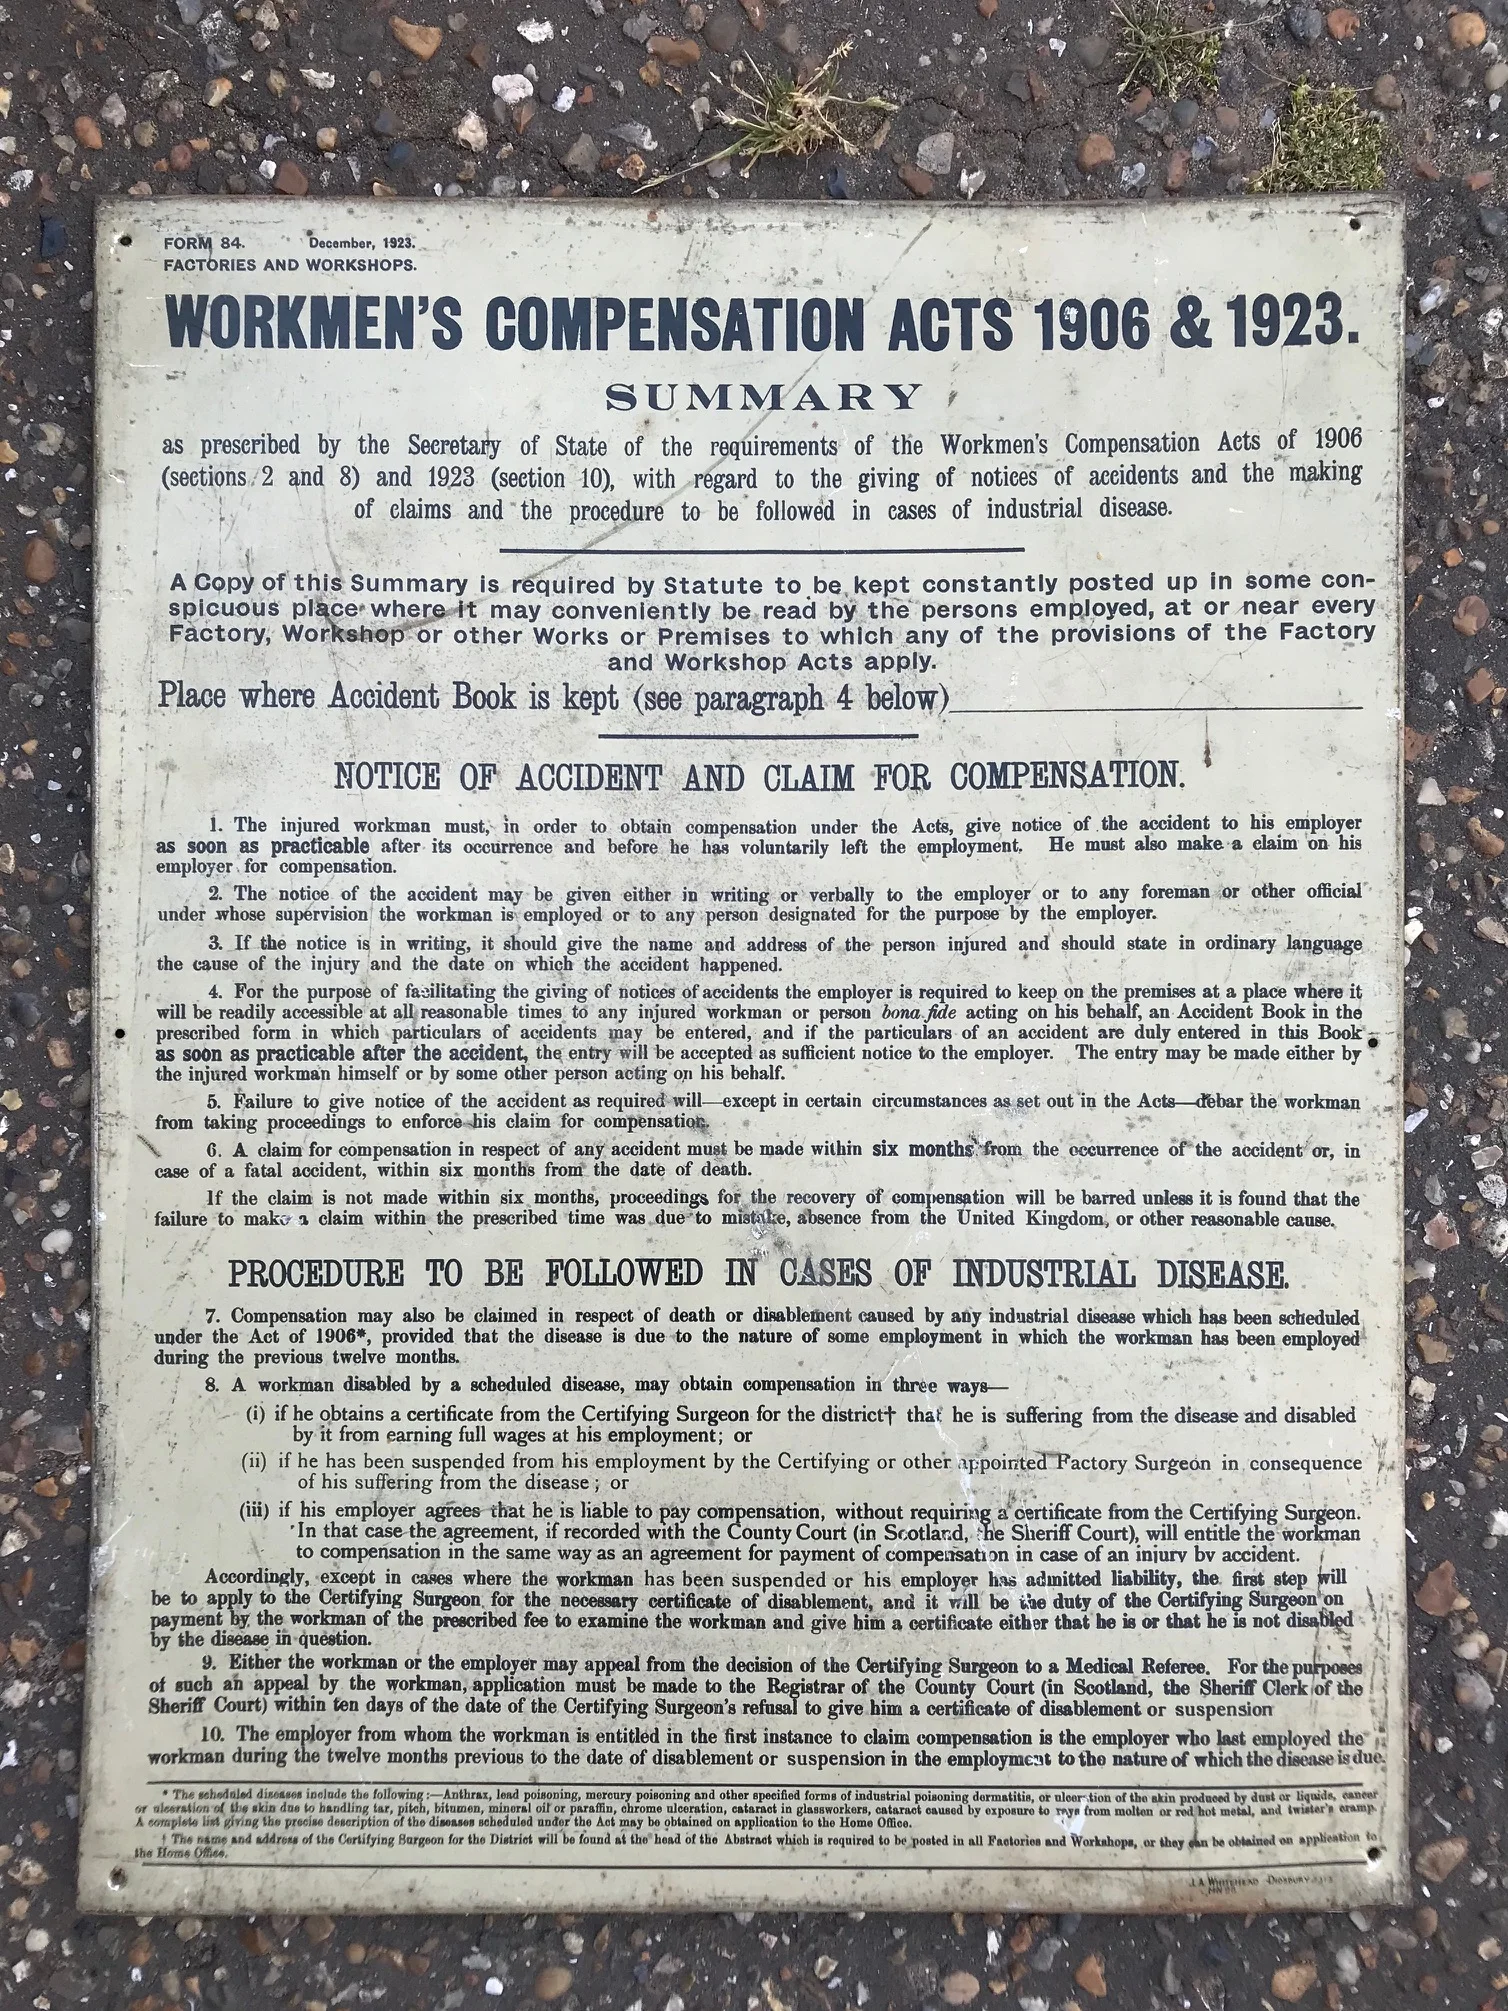 FORM 84. December, 1923.
FACTORIES AND WORKSHOPS.
WORKMEN'S COMPENSATION ACTS 1906 & 1923.
SUMMARY
as prescribed by the Secretary of State of the requirements of the Workmen's Compensation Acts of 1906
(sections 2 and 8) and 1923 (section 10), with regard to the giving of notices of accidents and the making
of claims and the procedure to be followed in cases of industrial disease.
A Copy of this Summary is required by Statute to be kept constantly posted up in some con-
spicuous place where it may conveniently be read by the persons employed, at or near every
Factory, Workshop or other Works or Premises to which any of the provisions of the Factory
and Workshop Acts apply.
Place where Accident Book is kept (see paragraph 4 below)
NOTICE OF ACCIDENT AND CLAIM FOR COMPENSATION.
1. The injured workman must, in order to obtain compensation under the Acts, give notice of the accident to his employer
as soon as practicable after its occurrence and before he has voluntarily left the employment. He must also make a claim on his
employer for compensation.
2. The notice of the accident may be given either in writing or verbally to the employer or to any foreman or other official
under whose supervision the workman is employed or to any person designated for the purpose by the employer.
3. If the notice is in writing, it should give the name and address of the person injured and should state in ordinary language
the cause of the injury and the date on which the accident happened.
4. For the purpose of facilitating the giving of notices of accidents the employer is required to keep on the premises at a place where it
will be readily accessible at all reasonable times to any injured workman or person bona fide acting on his behalf, an Accident Book in the
prescribed form in which particulars of accidents may be entered, and if the particulars of an accident are duly entered in this Book
as soon as practicable after the accident, the entry will be accepted as sufficient notice to the employer. The entry may be made either by
the injured workman himself or by some other person acting on his behalf.
5. Failure to give notice of the accident as required will—except in certain circumstances as set out in the Acts—debar the workman
from taking proceedings to enforce his claim for compensation.
6. A claim for compensation in respect of any accident must be made within six months from the occurrence of the accident or, in
case of a fatal accident, within six months from the date of death.
If the claim is not made within six months, proceedings for the recovery of compensation will be barred unless it is found that the
failure to make a claim within the prescribed time was due to mistake, absence from the United Kingdom, or other reasonable cause.
PROCEDURE TO BE FOLLOWED IN CASES OF INDUSTRIAL DISEASE.
7. Compensation may also be claimed in respect of death or disablement caused by any industrial disease which has been scheduled
under the Act of 1906*, provided that the disease is due to the nature of some employment in which the workman has been employed
during the previous twelve months.
8. A workman disabled by a scheduled disease, may obtain compensation in three ways—
(i) if he obtains a certificate from the Certifying Surgeon for the district† that he is suffering from the disease and disabled
by it from earning full wages at his employment; or
(ii) if he has been suspended from his employment by the Certifying or other appointed Factory Surgeon in consequence
of his suffering from the disease; or
(iii) if his employer agrees that he is liable to pay compensation, without requiring a certificate from the Certifying Surgeon.
In that case the agreement, if recorded with the County Court (in Scotland, the Sheriff Court), will entitle the workman
to compensation in the same way as an agreement for payment of compensation in case of an injury by accident.
Accordingly, except in cases where the workman has been suspended or his employer has admitted liability, the first step will
be to apply to the Certifying Surgeon for the necessary certificate of disablement, and it will be the duty of the Certifying Surgeon on
payment by the workman of the prescribed fee to examine the workman and give him a certificate either that he is or that he is not disabled
by the disease in question.
9. Either the workman or the employer may appeal from the decision of the Certifying Surgeon to a Medical Referee. For the purposes
of such an appeal by the workman, application must be made to the Registrar of the County Court (in Scotland, the Sheriff Clerk of the
Sheriff Court) within ten days of the date of the Certifying Surgeon's refusal to give him a certificate of disablement or suspension
10. The employer from whom the workman is entitled in the first instance to claim compensation is the employer who last employed the
workman during the twelve months previous to the date of disablement or suspension in the employment to the nature of which the disease is due.
* The scheduled diseases include the following:—Anthrax, lead poisoning, mercury poisoning and other specified forms of industrial poisoning dermatitis, or ulceration of the skin produced by dust or liquids, cancer
or ulceration of the skin due to handling tar, pitch, bitumen, mineral oil or paraffin, chrome ulceration, cataract in glassworkers, cataract caused by exposure to rays from molten or red hot metal, and twister's cramp.
A complete list giving the precise description of the diseases scheduled under the Act may be obtained on application to the Home Office.
† The name and address of the Certifying Surgeon for the District will be found at the head of the Abstract which is required to be posted in all Factories and Workshops, or they can be obtained on application to
the Home Office.
J.A WHITEHEAD DIDSBURY